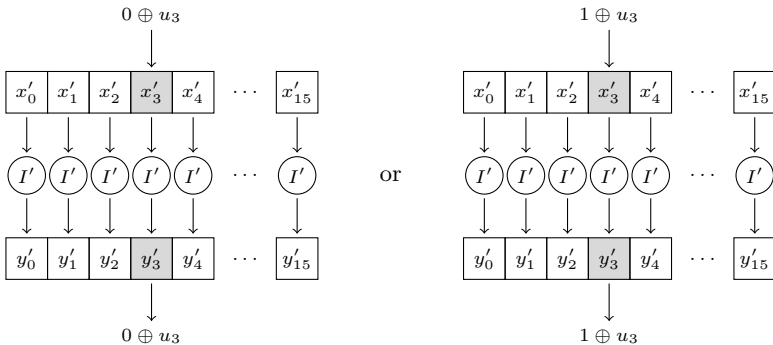 0 ⊕ u₃ 1 ⊕ u₃
x′₀ x′₁ x′₂ x′₃ x′₄ ⋯ x′₁₅ x′₀ x′₁ x′₂ x′₃ x′₄ ⋯ x′₁₅
I′ I′ I′ I′ I′ ⋯ I′ or I′ I′ I′ I′ I′ ⋯ I′
y′₀ y′₁ y′₂ y′₃ y′₄ ⋯ y′₁₅ y′₀ y′₁ y′₂ y′₃ y′₄ ⋯ y′₁₅
0 ⊕ u₃ 1 ⊕ u₃